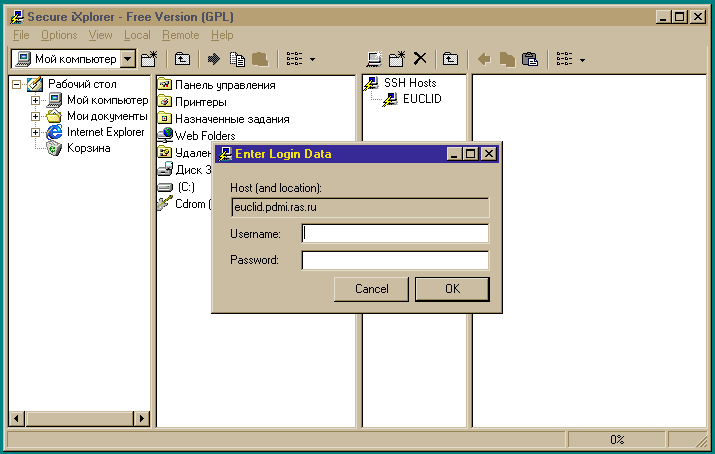 Secure iXplorer - Free Version (GPL)
File Options View Local Remote Help
Мой компьютер
Рабочий стол
Мой компьютер
Мои документы
Internet Explorer
Корзина
Панель управления
Принтеры
Назначенные задания
Web Folders
Удален
Диск 3
(C:)
Cdrom (
SSH Hosts
EUCLID
Enter Login Data
Host (and location):
euclid.pdmi.ras.ru
Username:
Password:
Cancel OK
0%